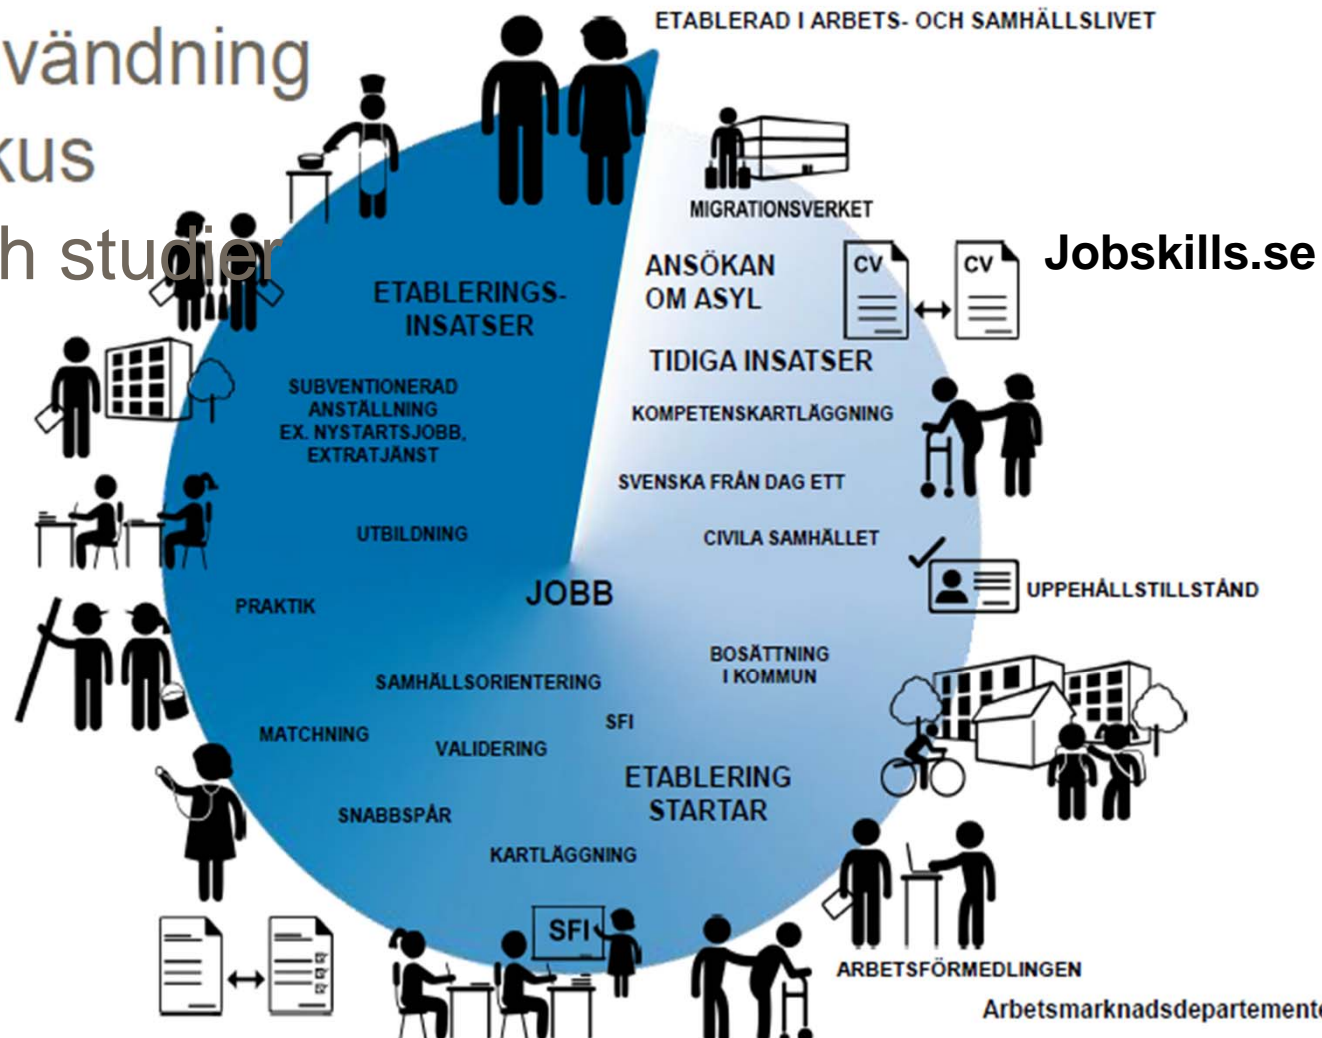 vändning
kus
h studier
ETABLERAD I ARBETS- OCH SAMHÄLLSLIVET
MIGRATIONSVERKET
ANSÖKAN
OM ASYL
CV
CV
Jobskills.se
TIDIGA INSATSER
KOMPETENSKARTLÄGGNING
SVENSKA FRÅN DAG ETT
CIVILA SAMHÄLLET
UPPEHÅLLSTILLSTÅND
BOSÄTTNING
I KOMMUN
SFI
ETABLERING
STARTAR
ARBETSFÖRMEDLINGEN
Arbetsmarknadsdepartemente
KARTLÄGGNING
SFI
SNABBSPÅR
VALIDERING
MATCHNING
SAMHÄLLSORIENTERING
PRAKTIK
JOBB
UTBILDNING
SUBVENTIONERAD
ANSTÄLLNING
EX. NYSTARTSJOBB,
EXTRATJÄNST
ETABLERINGS-
INSATSER